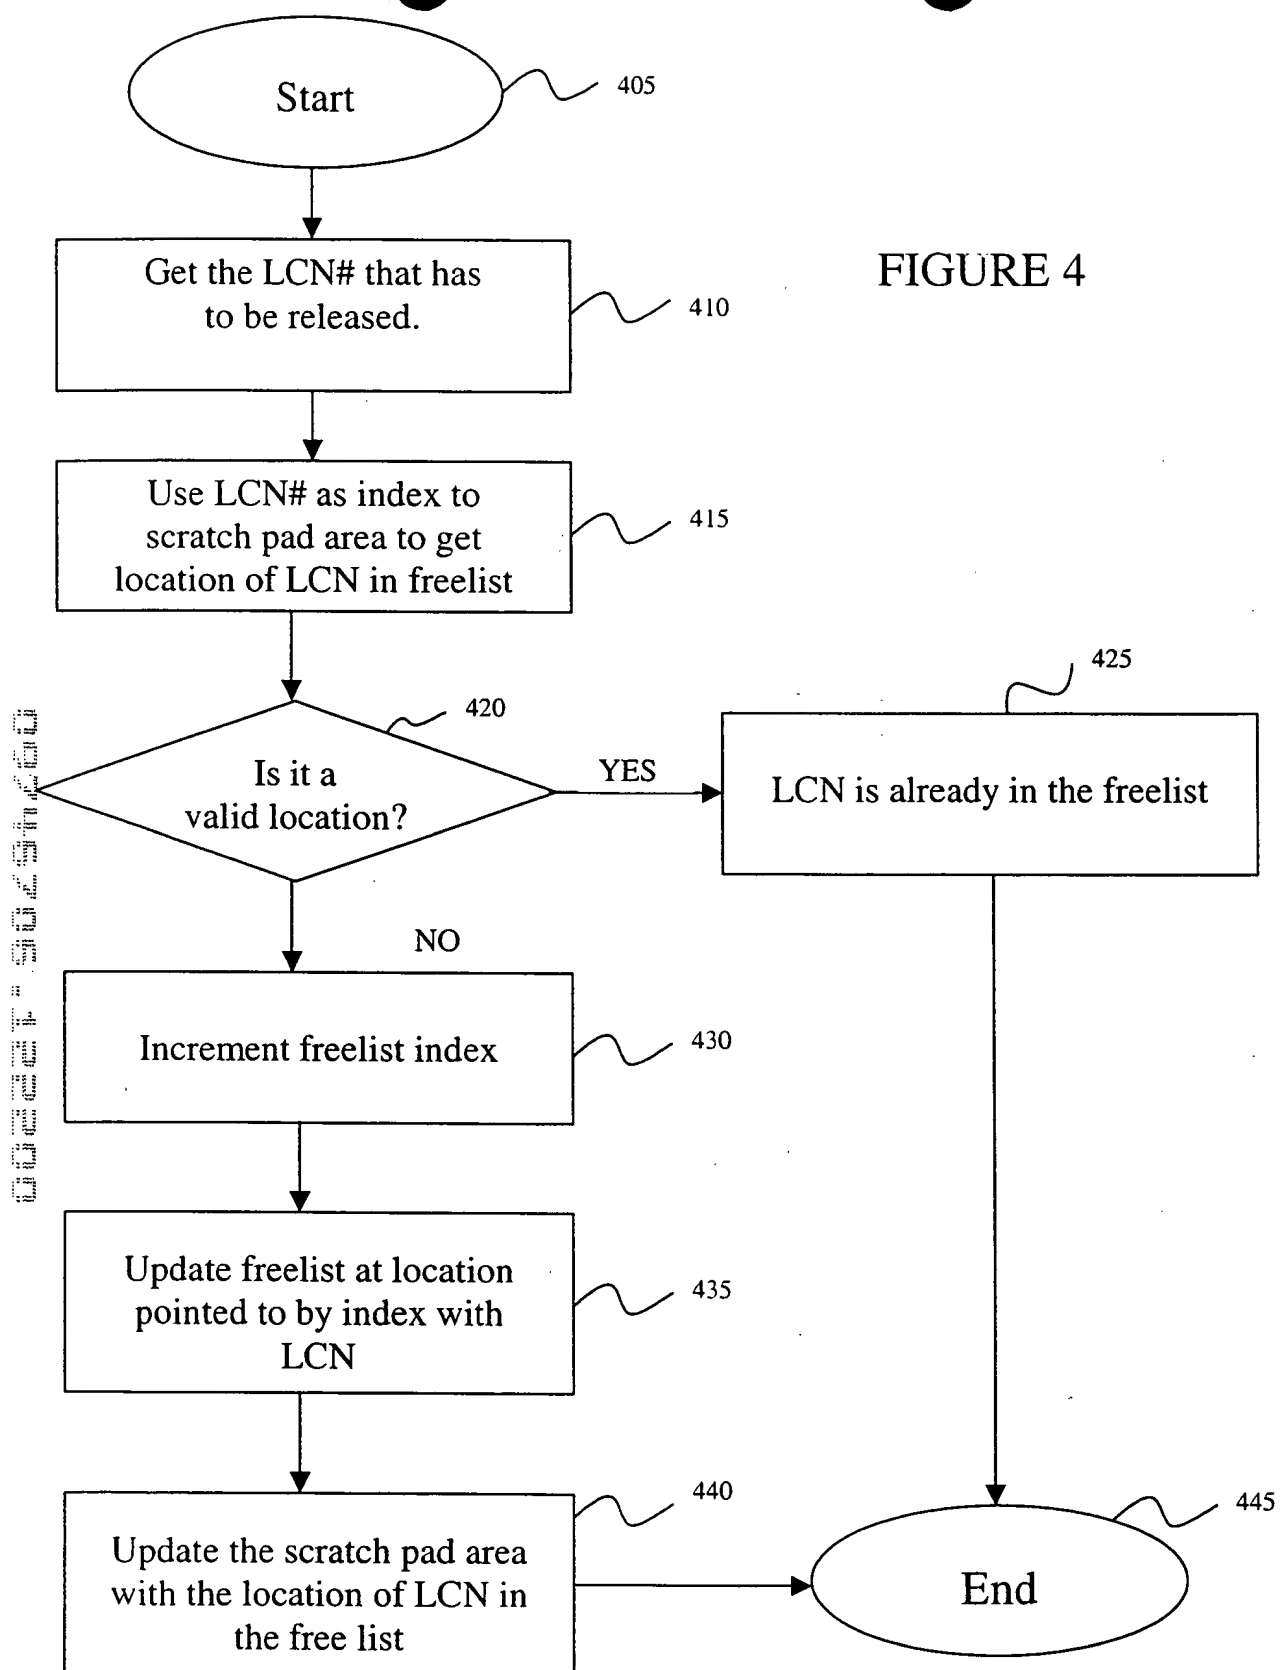 Start
405
FIGURE 4
Get the LCN# that has
to be released.
410
Use LCN# as index to
scratch pad area to get
location of LCN in freelist
415
420
Is it a
valid location?
YES
425
LCN is already in the freelist
NO
Increment freelist index
430
Update freelist at location
pointed to by index with
LCN
435
Update the scratch pad area
with the location of LCN in
the free list
440
End
445